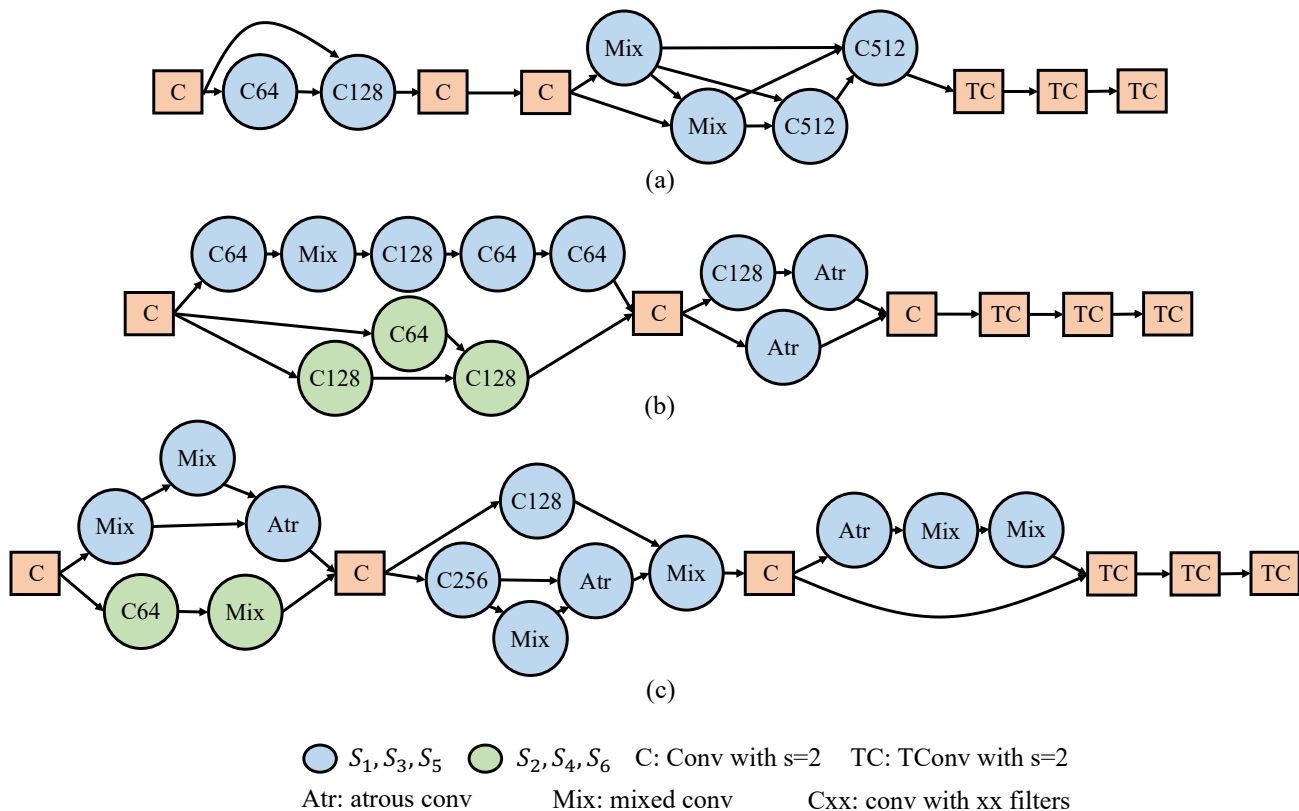 C C64 C128 C C Mix Mix C512 C512 TC TC TC
(a)
C64 Mix C128 C64 C64 C128 Atr
C C64 C Atr C TC TC TC
C128 C128
(b)
Mix
Mix Atr C128 Atr Mix Mix
C C C256 Atr Mix C TC TC TC
C64 Mix Mix
(c)
S₁, S₃, S₅ S₂, S₄, S₆ C: Conv with s=2 TC: TConv with s=2
Atr: atrous conv Mix: mixed conv Cxx: conv with xx filters